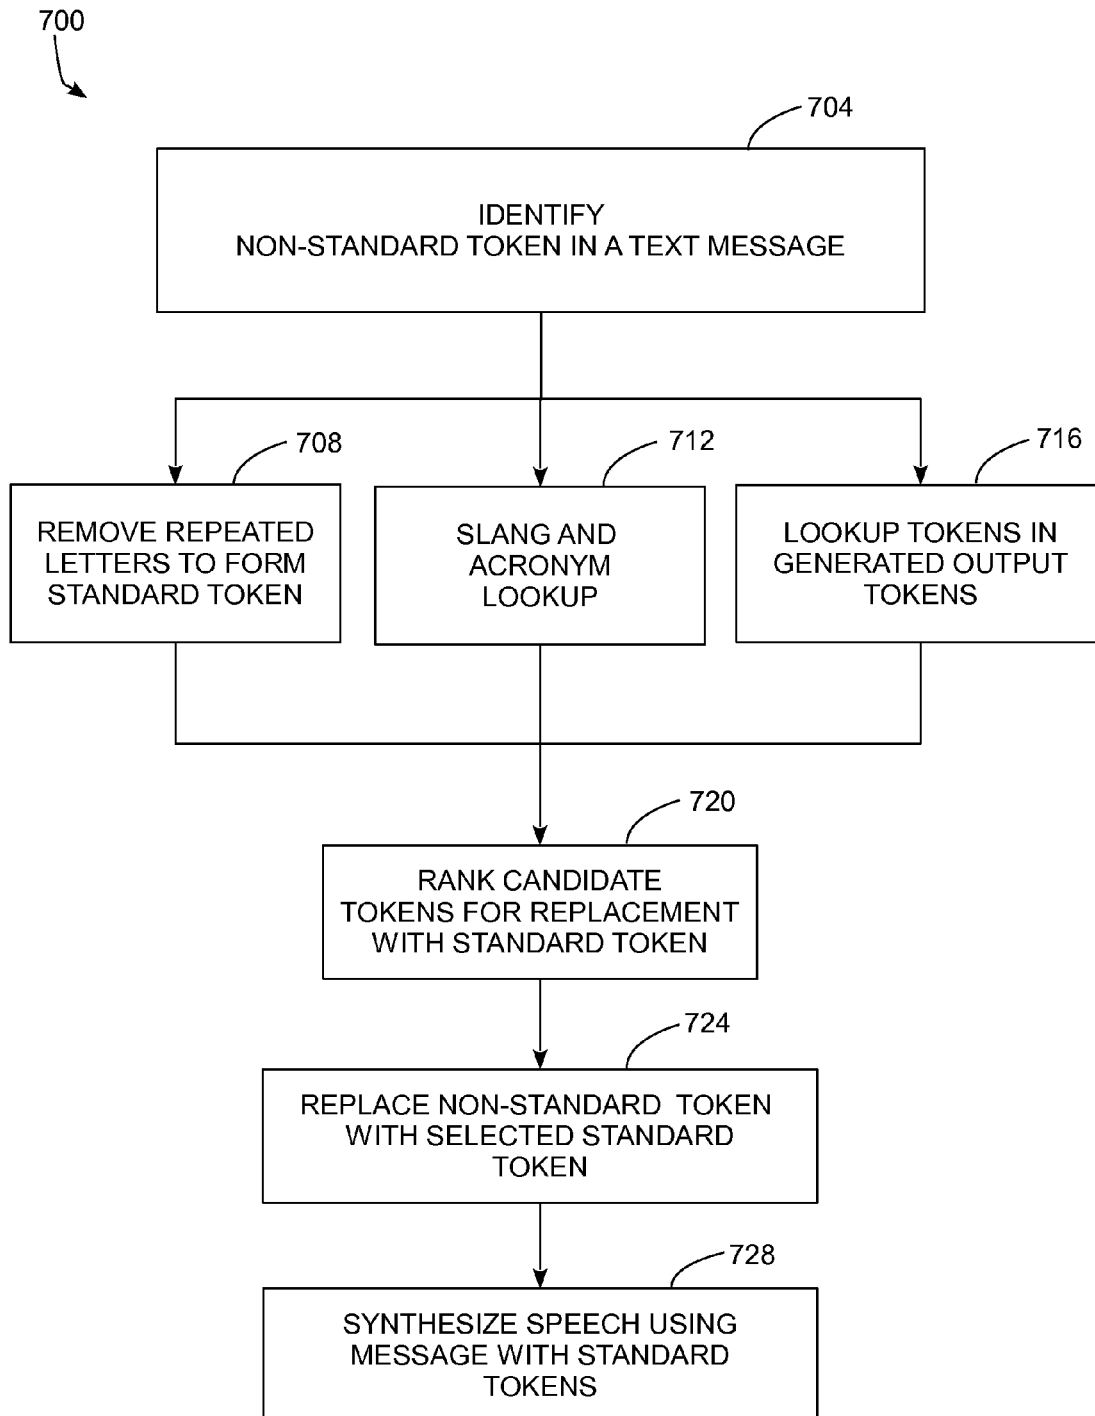 700
704
IDENTIFY
NON-STANDARD TOKEN IN A TEXT MESSAGE
708
712
716
REMOVE REPEATED
LETTERS TO FORM
STANDARD TOKEN
SLANG AND
ACRONYM
LOOKUP
LOOKUP TOKENS IN
GENERATED OUTPUT
TOKENS
720
RANK CANDIDATE
TOKENS FOR REPLACEMENT
WITH STANDARD TOKEN
724
REPLACE NON-STANDARD TOKEN
WITH SELECTED STANDARD
TOKEN
728
SYNTHESIZE SPEECH USING
MESSAGE WITH STANDARD
TOKENS